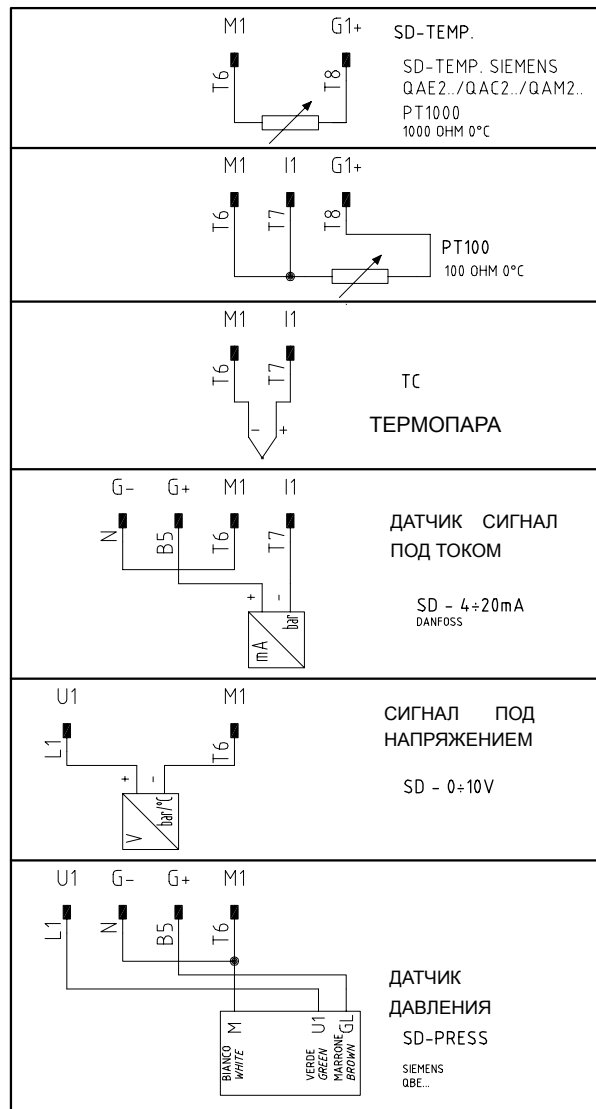 M1 G1+ SD-TEMP.
T6 T8 SD-TEMP. SIEMENS
QAE2../QAC2../QAM2..
PT1000
1000 OHM 0°C
M1 I1 G1+
T6 T7 T8
PT100
100 OHM 0°C
M1 I1
T6 T7
TC
- +
ТЕРМОПАРА
G- G+ M1 I1
N B5 T6 T7
ДАТЧИК СИГНАЛ
ПОД ТОКОМ
+ -
mA bar
SD - 4÷20mA
DANFOSS
U1 M1
L1 T6
СИГНАЛ ПОД
НАПРЯЖЕНИЕМ
+ -
V bar/°C
SD - 0÷10V
U1 G- G+ M1
L1 N B5 T6
ДАТЧИК
ДАВЛЕНИЯ
M U1 GL
BIANCO VERDE MARRONE
WHITE GREEN BROWN
SD-PRESS
SIEMENS
QBE...